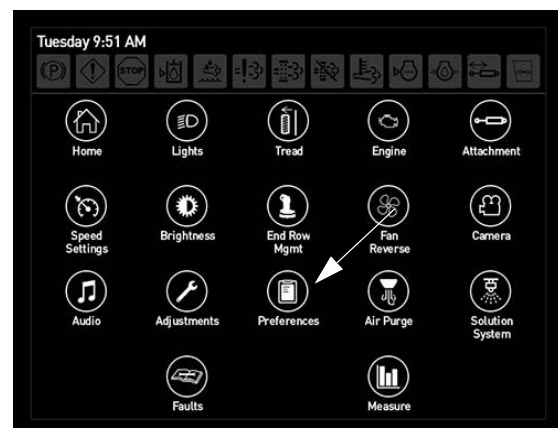 Tuesday 9:51 AM
(P) STOP
Home Lights Tread Engine Attachment
Speed Settings Brightness End Row Mgmt Fan Reverse Camera
Audio Adjustments Preferences Air Purge Solution System
Faults Measure